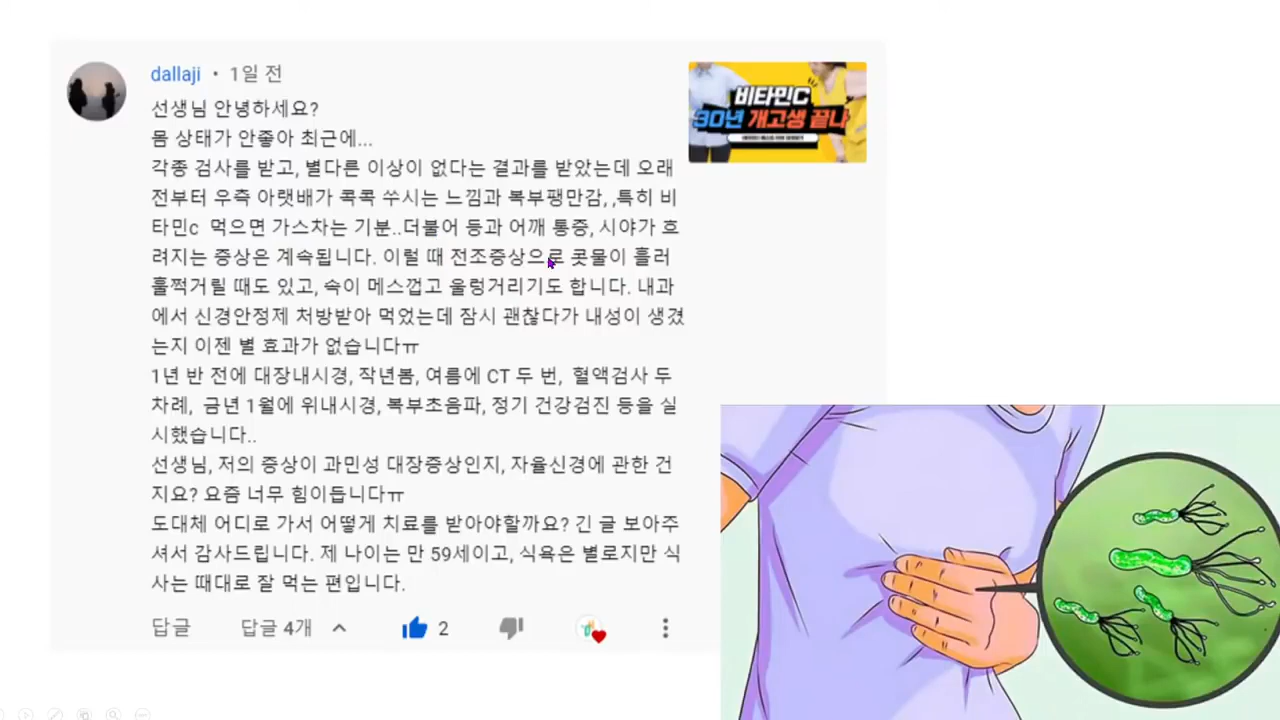 dallaji • 1일 전
선생님 안녕하세요?
몸 상태가 안좋아 최근에...
각종 검사를 받고, 별다른 이상이 없다는 결과를 받았는데 오래
전부터 우측 아랫배가 콕콕 쑤시는 느낌과 복부팽만감, ,특히 비
타민c 먹으면 가스차는 기분..더불어 등과 어깨 통증, 시야가 흐
려지는 증상은 계속됩니다. 이럴 때 전조증상으로 콧물이 흘러
훌쩍거릴 때도 있고, 속이 메스껍고 울렁거리기도 합니다. 내과
에서 신경안정제 처방받아 먹었는데 잠시 괜찮다가 내성이 생겼
는지 이젠 별 효과가 없습니다ㅠ
1년 반 전에 대장내시경, 작년봄, 여름에 CT 두 번, 혈액검사 두
차례, 금년 1월에 위내시경, 복부초음파, 정기 건강검진 등을 실
시했습니다..
선생님, 저의 증상이 과민성 대장증상인지, 자율신경에 관한 건
지요? 요즘 너무 힘이듭니다ㅠ
도대체 어디로 가서 어떻게 치료를 받아야할까요? 긴 글 보아주
셔서 감사드립니다. 제 나이는 만 59세이고, 식욕은 별로지만 식
사는 때대로 잘 먹는 편입니다.
답글 답글 4개 2
비타민C
30년 개고생 끝나